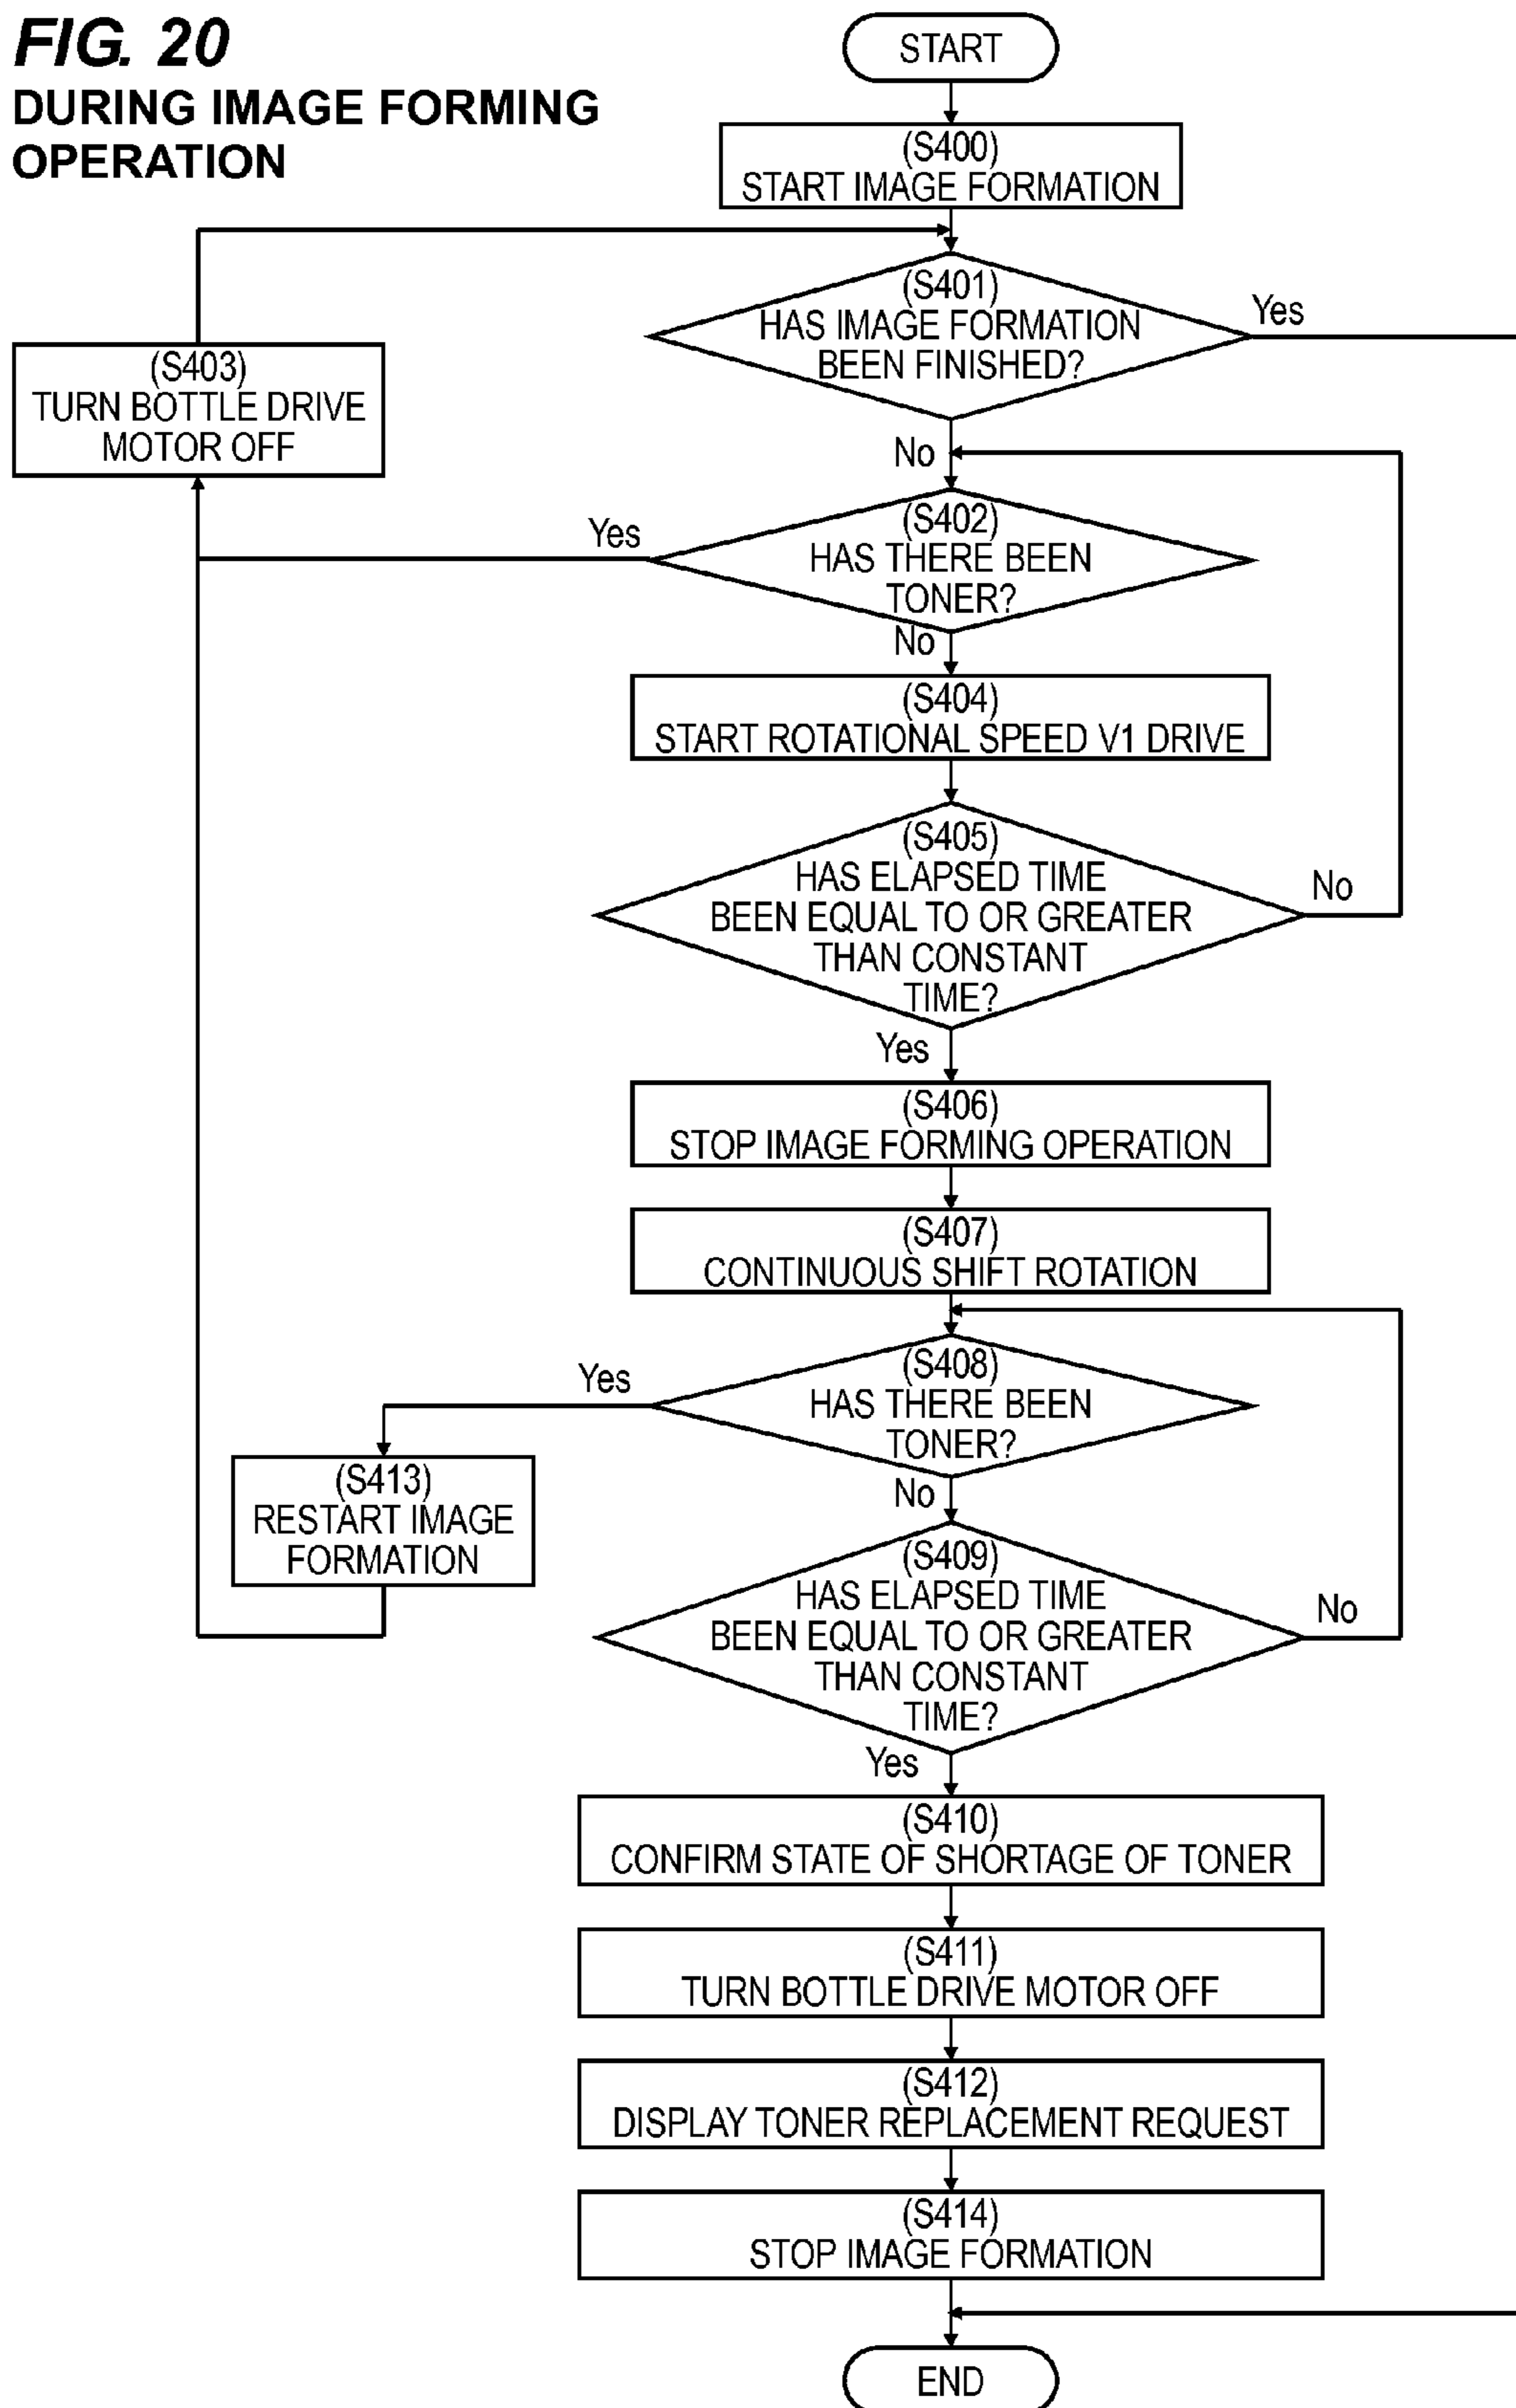 FIG. 20
DURING IMAGE FORMING
OPERATION
START
(S400)
START IMAGE FORMATION
(S401)
HAS IMAGE FORMATION
BEEN FINISHED?
Yes
(S403)
TURN BOTTLE DRIVE
MOTOR OFF
No
(S402)
HAS THERE BEEN
TONER?
Yes
No
(S404)
START ROTATIONAL SPEED V1 DRIVE
(S405)
HAS ELAPSED TIME
BEEN EQUAL TO OR GREATER
THAN CONSTANT
TIME?
No
Yes
(S406)
STOP IMAGE FORMING OPERATION
(S407)
CONTINUOUS SHIFT ROTATION
(S408)
HAS THERE BEEN
TONER?
Yes
(S413)
RESTART IMAGE
FORMATION
No
(S409)
HAS ELAPSED TIME
BEEN EQUAL TO OR GREATER
THAN CONSTANT
TIME?
No
Yes
(S410)
CONFIRM STATE OF SHORTAGE OF TONER
(S411)
TURN BOTTLE DRIVE MOTOR OFF
(S412)
DISPLAY TONER REPLACEMENT REQUEST
(S414)
STOP IMAGE FORMATION
END